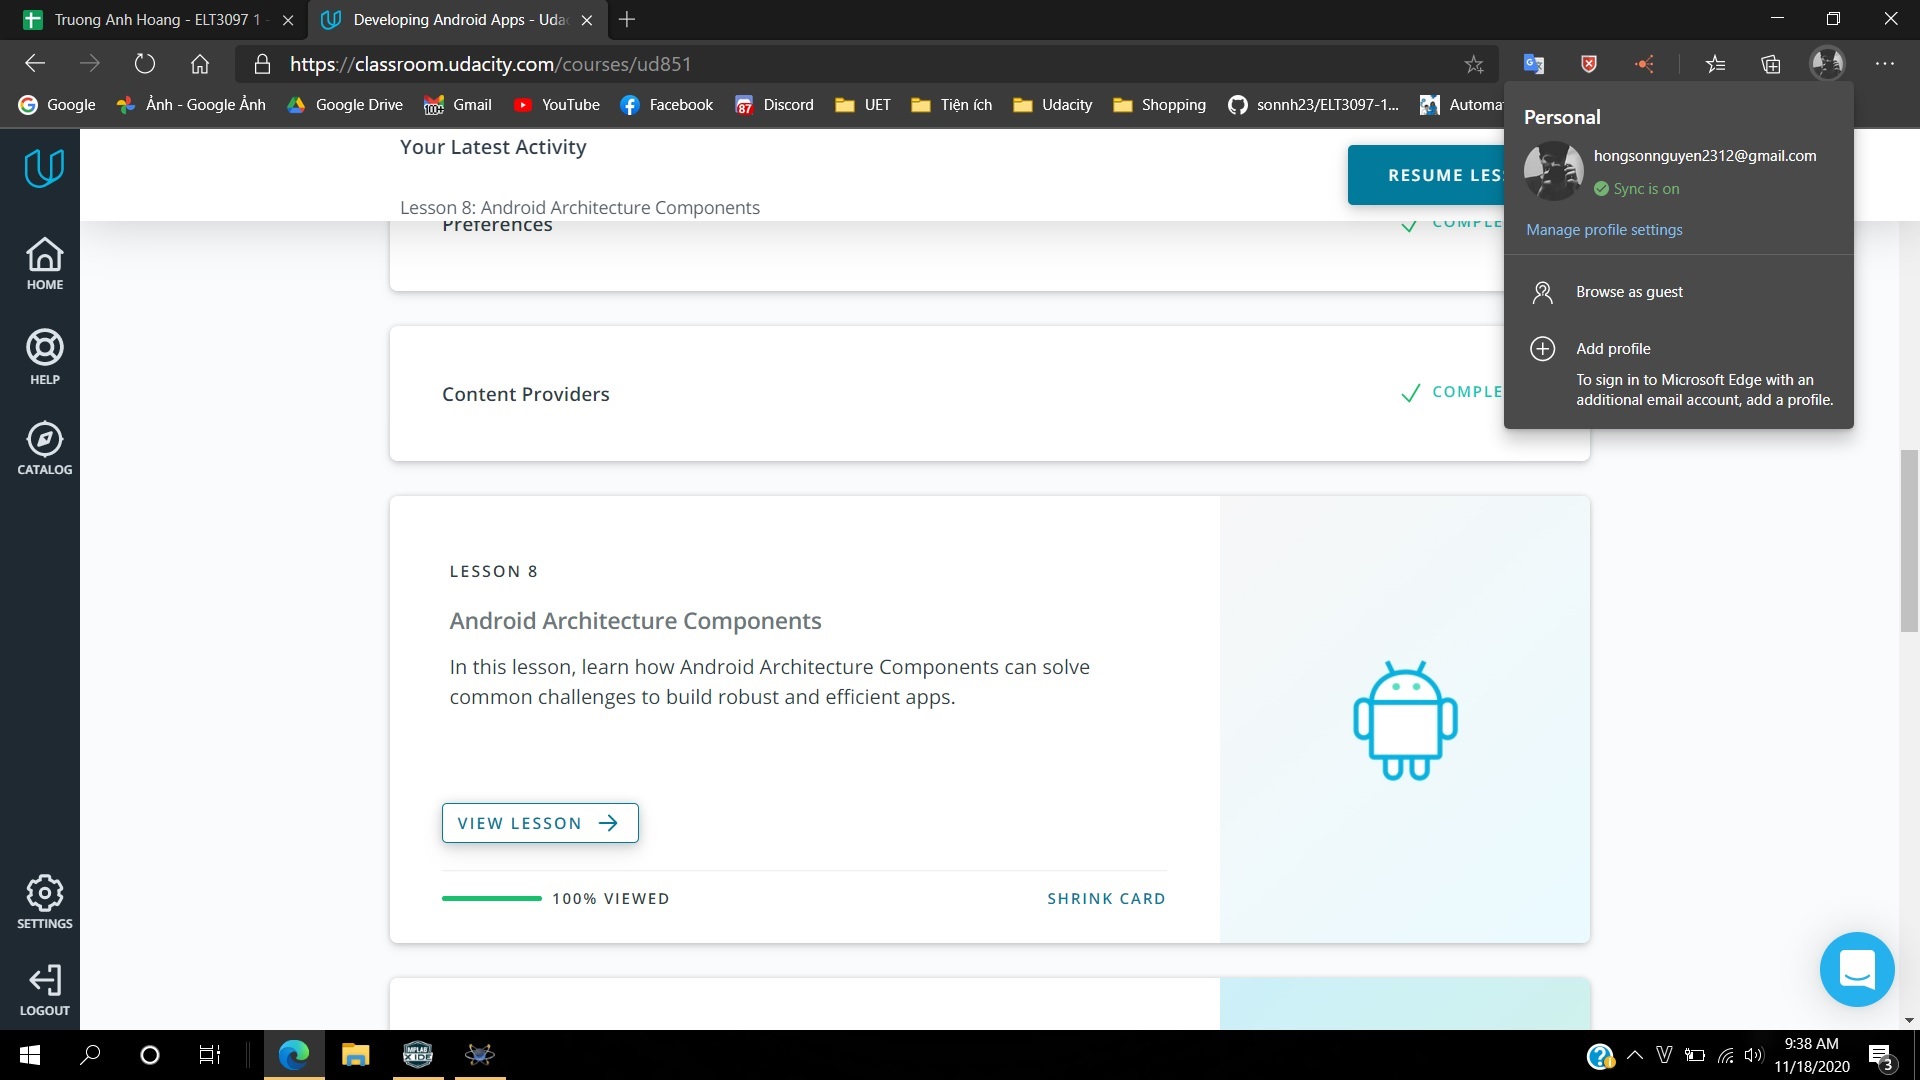 Truong Anh Hoang - ELT3097 1 -
Developing Android Apps - Udac
https://classroom.udacity.com/courses/ud851
Google
Ảnh - Google Ảnh
Google Drive
100+
Gmail
YouTube
Facebook
87
Discord
UET
Tiện ích
Udacity
Shopping
sonnh23/ELT3097-1...
Automa
Personal
hongsonnguyen2312@gmail.com
Sync is on
Manage profile settings
Browse as guest
Add profile
To sign in to Microsoft Edge with an
additional email account, add a profile.
Your Latest Activity
Lesson 8: Android Architecture Components
RESUME LES
HOME
HELP
CATALOG
SETTINGS
LOGOUT
Preferences
COMPLE
Content Providers
COMPLE
LESSON 8
Android Architecture Components
In this lesson, learn how Android Architecture Components can solve
common challenges to build robust and efficient apps.
VIEW LESSON
100% VIEWED
SHRINK CARD
MPLAB
X IDE
V
9:38 AM
11/18/2020
3